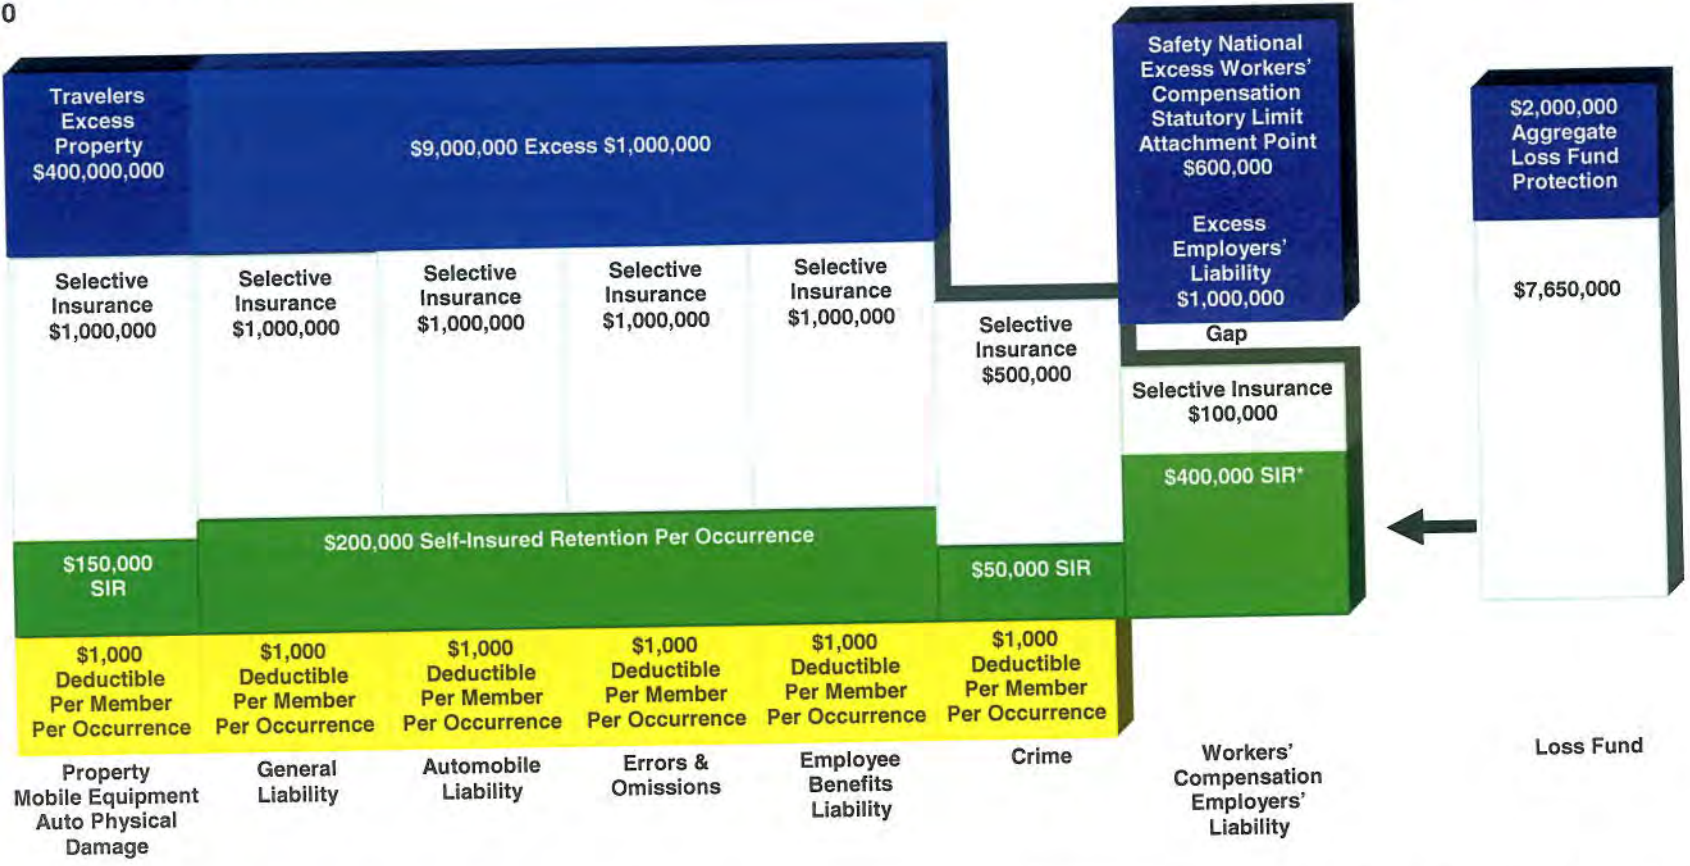 0
Travelers
Excess
Property
$400,000,000
$9,000,000 Excess $1,000,000
Safety National
Excess Workers'
Compensation
Statutory Limit
Attachment Point
$600,000
Excess
Employers'
Liability
$1,000,000
Gap
$2,000,000
Aggregate
Loss Fund
Protection
$7,650,000
Selective
Insurance
$1,000,000
Selective
Insurance
$1,000,000
Selective
Insurance
$1,000,000
Selective
Insurance
$1,000,000
Selective
Insurance
$1,000,000
Selective
Insurance
$500,000
Selective Insurance
$100,000
$150,000
SIR
$200,000 Self-Insured Retention Per Occurrence
$50,000 SIR
$400,000 SIR*
$1,000
Deductible
Per Member
Per Occurrence
$1,000
Deductible
Per Member
Per Occurrence
$1,000
Deductible
Per Member
Per Occurrence
$1,000
Deductible
Per Member
Per Occurrence
$1,000
Deductible
Per Member
Per Occurrence
$1,000
Deductible
Per Member
Per Occurrence
Property
Mobile Equipment
Auto Physical
Damage
General
Liability
Automobile
Liability
Errors &
Omissions
Employee
Benefits
Liability
Crime
Workers'
Compensation
Employers'
Liability
Loss Fund